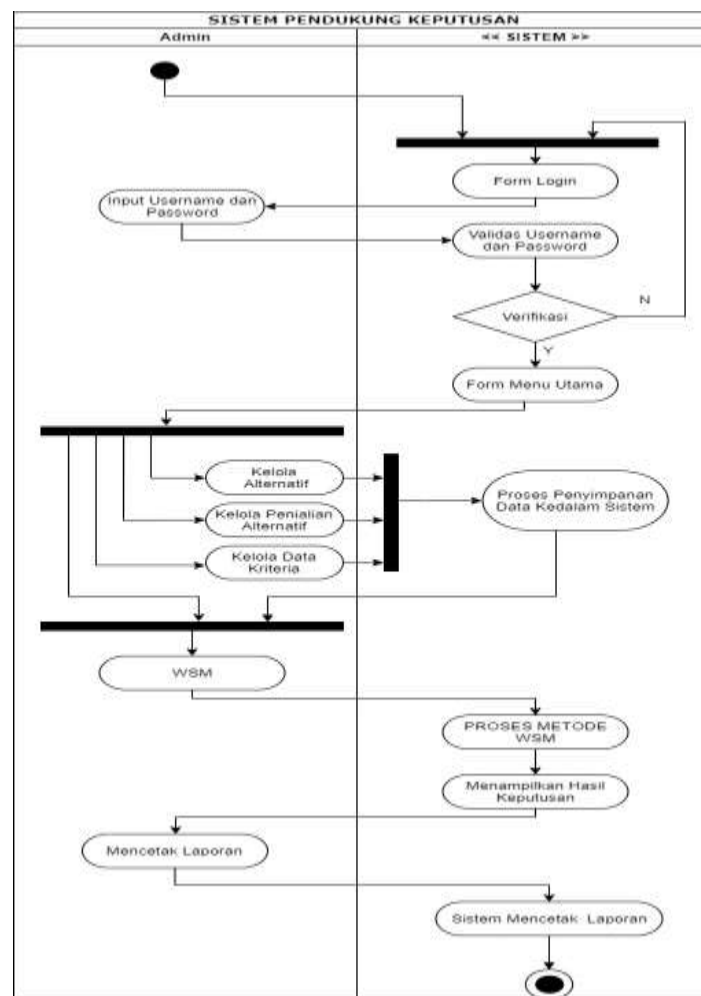 SISTEM PENDUKUNG KEPUTUSAN
Admin
<< SISTEM >>
Form Login
Input Username dan
Password
Validas Username
dan Password
N
Verifikasi
Y
Form Menu Utama
Kelola
Alternatif
Proses Penyimpanan
Data Kedalam Sistem
Kelola Penialian
Alternatif
Kelola Data
Kriteria
WSM
PROSES METODE
WSM
Menampilkan Hasil
Keputusan
Mencetak Laporan
Sistem Mencetak Laporan